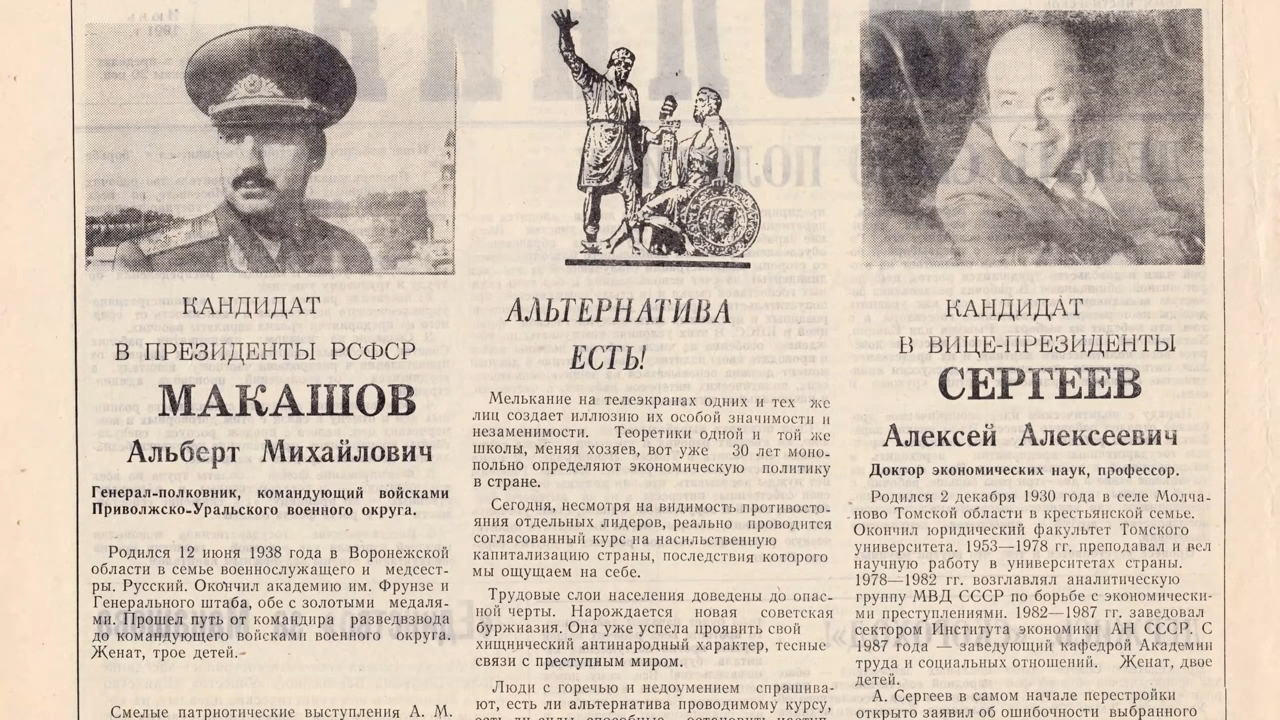 КАНДИДАТ
В ПРЕЗИДЕНТЫ РСФСР
МАКАШОВ
Альберт Михайлович
Генерал-полковник, командующий войсками
Приволжско-Уральского военного округа.
Родился 12 июня 1938 года в Воронежской
области в семье военнослужащего и медсест-
ры. Русский. Окончил академию им. Фрунзе и
Генерального штаба, обе с золотыми медаля-
ми. Прошел путь от командира разведвзвода
до командующего войсками военного округа.
Женат, трое детей.
Смелые патриотические выступления А. М.
АЛЬТЕРНАТИВА
ЕСТЬ!
Мелькание на телеэкранах одних и тех же
лиц создает иллюзию их особой значимости и
незаменимости. Теоретики одной и той же
школы, меняя хозяев, вот уже 30 лет моно-
польно определяют экономическую политику
в стране.
Сегодня, несмотря на видимость противосто-
яния отдельных лидеров, реально проводится
согласованный курс на насильственную
капитализацию страны, последствия которого
мы ощущаем на себе.
Трудовые слои населения доведены до опас-
ной черты. Нарождается новая советская
буржиазия. Она уже успела проявить свой
хищнический антинародный характер, тесные
связи с преступным миром.
Люди с горечью и недоумением спрашива-
ют, есть ли альтернатива проводимому курсу,
есть ли силы, способные остановить наступ-
КАНДИДАТ
В ВИЦЕ-ПРЕЗИДЕНТЫ
СЕРГЕЕВ
Алексей Алексеевич
Доктор экономических наук, профессор.
Родился 2 декабря 1930 года в селе Молча-
ново Томской области в крестьянской семье.
Окончил юридический факультет Томского
университета. 1953—1978 гг. преподавал и вел
научную работу в университетах страны.
1978—1982 гг. возглавлял аналитическую
группу МВД СССР по борьбе с экономически-
ми преступлениями. 1982—1987 гг. заведовал
сектором Института экономики АН СССР. С
1987 года — заведующий кафедрой Академии
труда и социальных отношений. Женат, двое
детей.
А. Сергеев в самом начале перестройки
открыто заявил об ошибочности выбранного